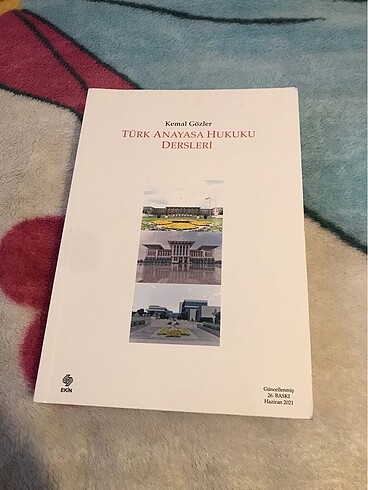 Kemal Gözler
TÜRK ANAYASA HUKUKU
DERSLERİ
EKİN
Güncellenmiş
26. BASKI
Haziran 2021